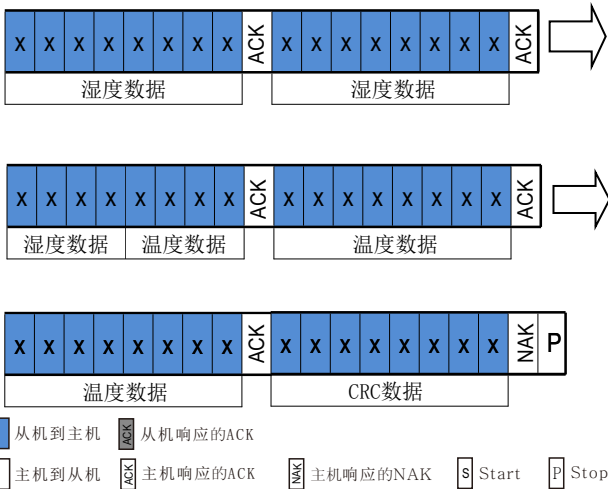 X X X X X X X X ACK X X X X X X X X ACK
湿度数据 湿度数据
X X X X X X X X ACK X X X X X X X X ACK
湿度数据 温度数据 温度数据
X X X X X X X X ACK X X X X X X X X NAK P
温度数据 CRC数据
从机到主机 ACK 从机响应的ACK
主机到从机 ACK 主机响应的ACK NAK 主机响应的NAK S Start P Stop